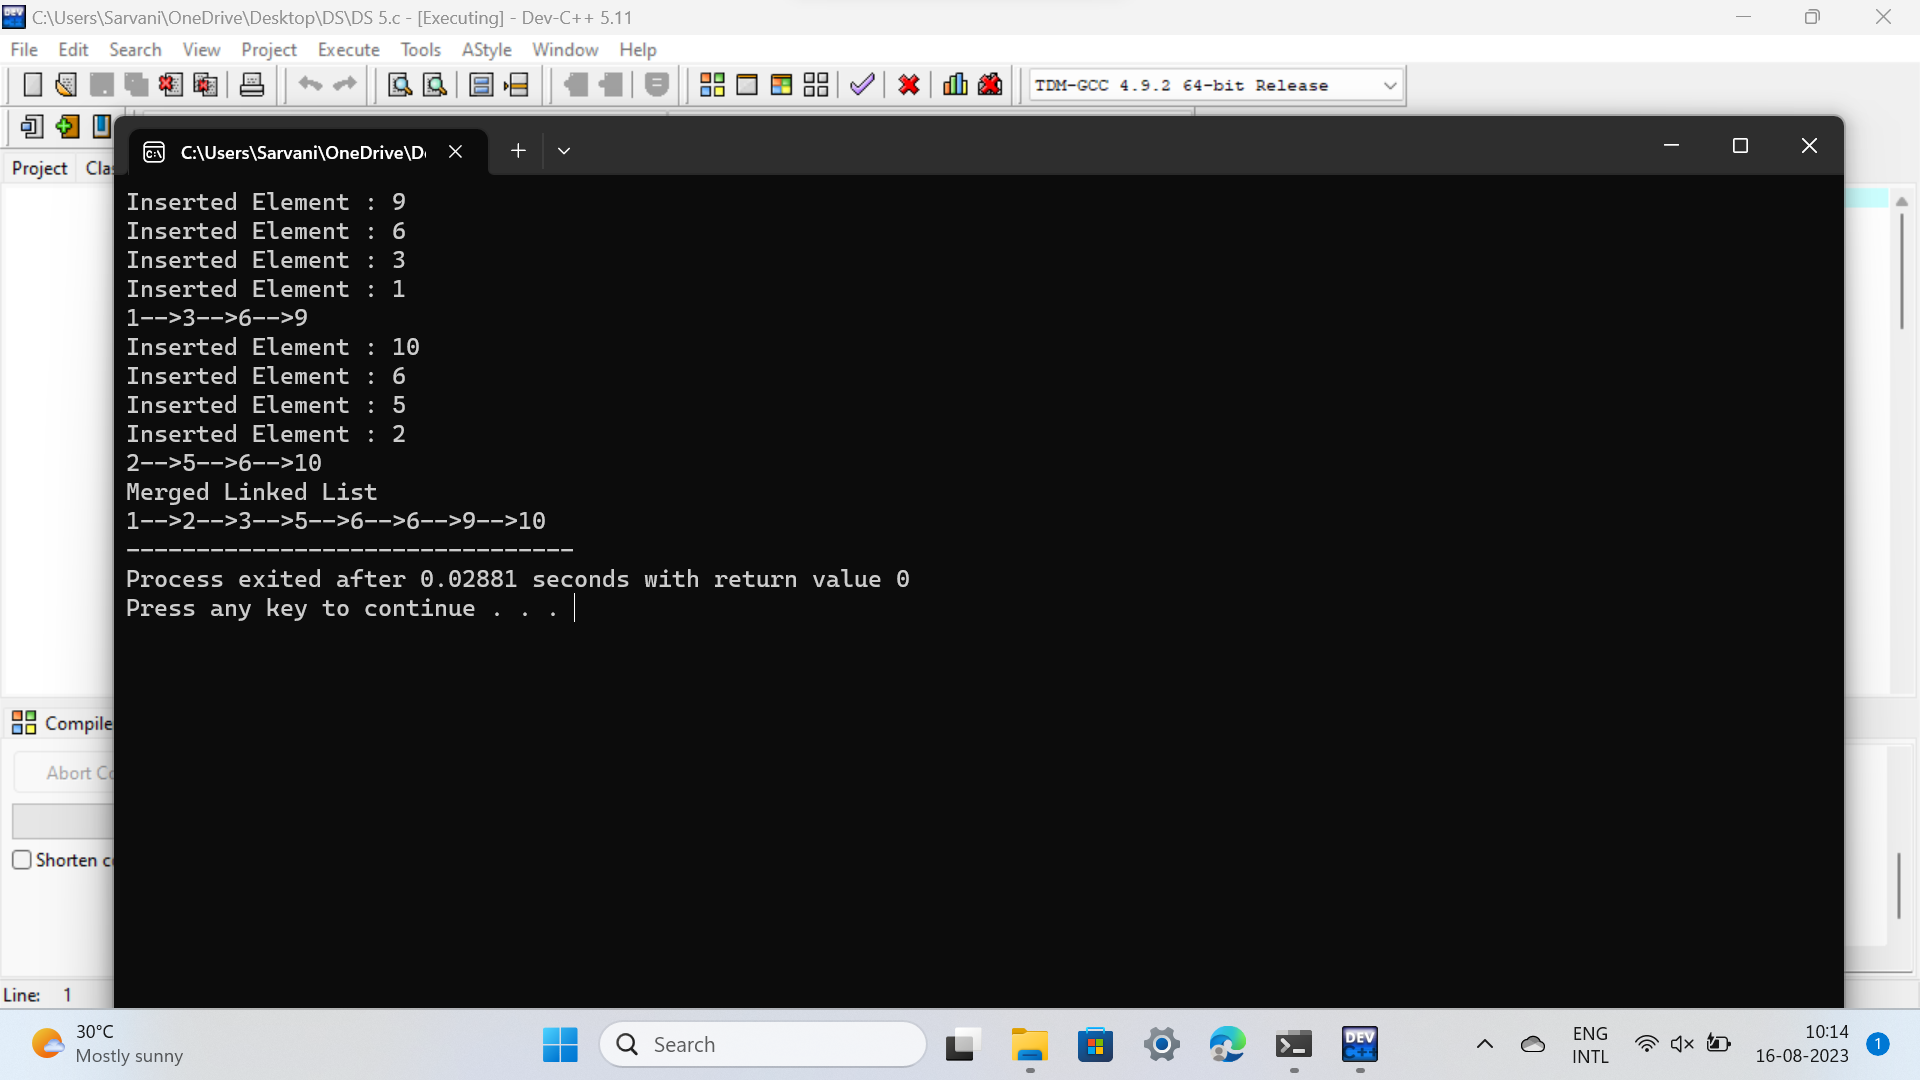 C:\Users\Sarvani\OneDrive\Desktop\DS\DS 5.c - [Executing] - Dev-C++ 5.11
File Edit Search View Project Execute Tools AStyle Window Help
TDM-GCC 4.9.2 64-bit Release
C:\Users\Sarvani\OneDrive\D
Project Cla
Inserted Element : 9
Inserted Element : 6
Inserted Element : 3
Inserted Element : 1
1-->3-->6-->9
Inserted Element : 10
Inserted Element : 6
Inserted Element : 5
Inserted Element : 2
2-->5-->6-->10
Merged Linked List
1-->2-->3-->5-->6-->6-->9-->10
--------------------------------
Process exited after 0.02881 seconds with return value 0
Press any key to continue . . .
Compile
Abort Co
Shorten c
Line: 1
30°C
Mostly sunny
Search
DEV
C++
ENG
INTL
10:14
16-08-2023
1